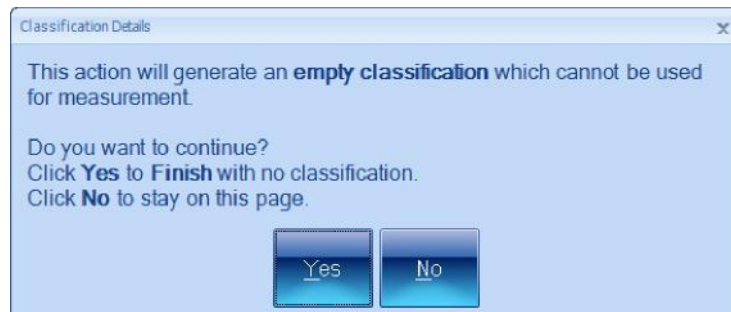 Classification Details
x
This action will generate an empty classification which cannot be used
for measurement.
Do you want to continue?
Click Yes to Finish with no classification.
Click No to stay on this page.
Yes No